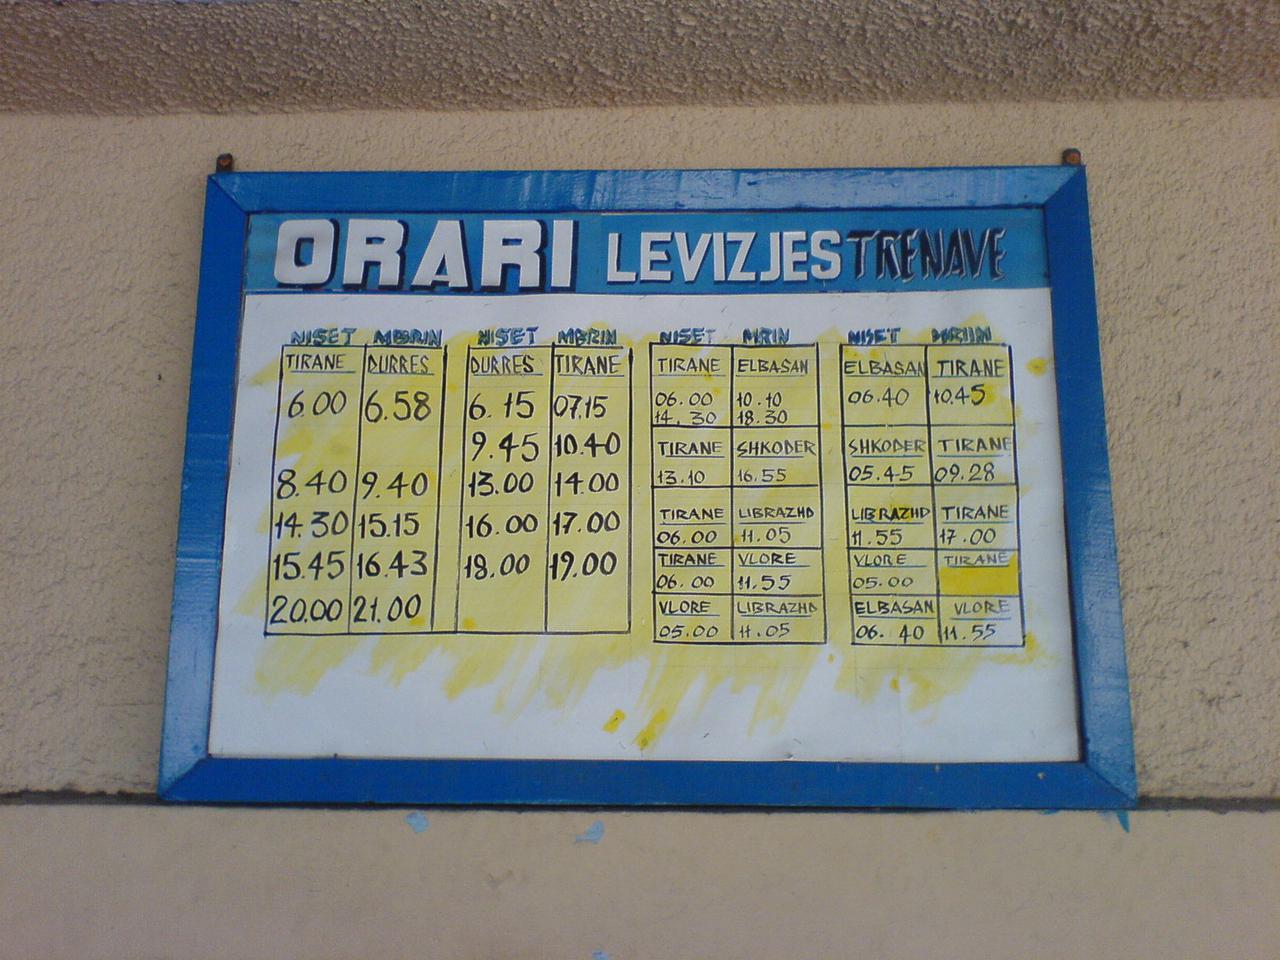 ORARI LEVIZJES TRENAVE
NISET MBRIN NISET MBRIN
TIRANE DURRES DURRES TIRANE
6.00 6.58 6.15 07.15
9.45 10.40
8.40 9.40 13.00 14.00
14.30 15.15 16.00 17.00
15.45 16.43 18.00 19.00
20.00 21.00
NISET MRIN
TIRANE ELBASAN
06.00 10.10
14.30 18.30
TIRANE SHKODER
13.10 16.55
TIRANE LIBRAZHD
06.00 11.05
TIRANE VLORE
06.00 11.55
VLORE LIBRAZHD
05.00 11.05
NISET
ELBASAN TIRANE
06.40 10.45
SHKODER TIRANE
05.45 09.28
LIBRAZHD TIRANE
11.55 17.00
VLORE TIRANE
05.00
ELBASAN VLORE
06.40 11.55